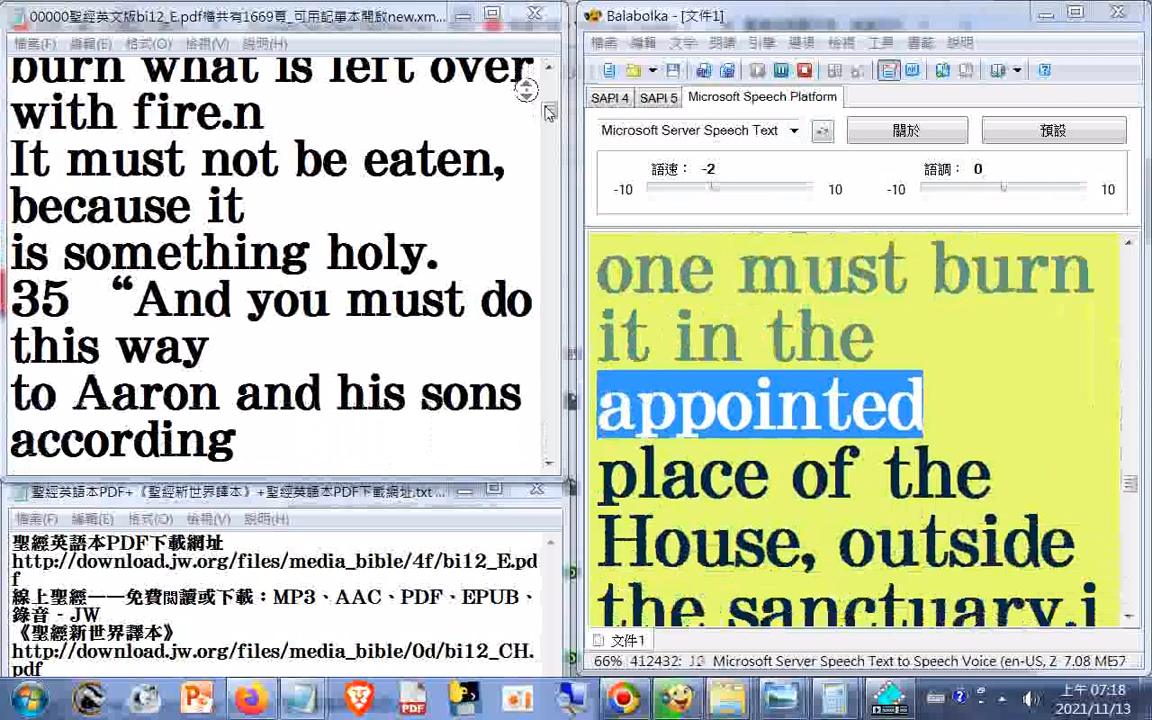 00000聖經英文版bi12_E.pdf檔共有1669頁_可用記事本開啟new.xm...
檔案(F) 編輯(E) 格式(O) 檢視(V) 說明(H)
burn what is left over
with fire.n
It must not be eaten,
because it
is something holy.
35 “And you must do
this way
to Aaron and his sons
according
聖經英語本PDF+《聖經新世界譯本》+聖經英語本PDF下載網址.txt ...
檔案(F) 編輯(E) 格式(O) 檢視(V) 說明(H)
聖經英語本PDF下載網址
http://download.jw.org/files/media_bible/4f/bi12_E.pd
f
線上聖經——免費閱讀或下載：MP3、AAC、PDF、EPUB、
錄音 - JW
《聖經新世界譯本》
http://download.jw.org/files/media_bible/0d/bi12_CH.
pdf
Balabolka - [文件1]
檔案 編輯 文字 朗讀 引擎 選項 檢視 工具 書籤 說明
SAPI 4 SAPI 5 Microsoft Speech Platform
Microsoft Server Speech Text 關於 預設
語速： -2 語調： 0
-10 10 -10 10
one must burn
it in the
appointed
place of the
House, outside
the sanctuary.j
文件1
66% 412432: Microsoft Server Speech Text to Speech Voice (en-US, Z 7.08 ME57
上午 07:18
2021/11/13